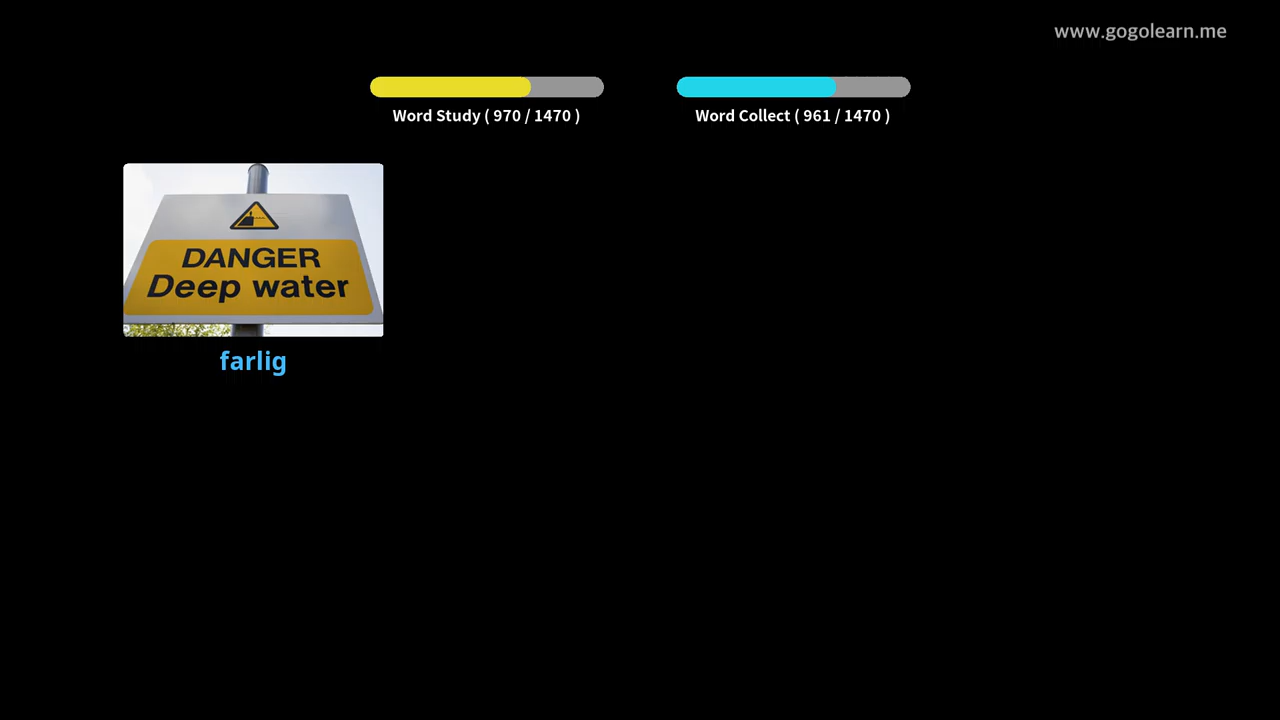 www.gogolearn.me
Word Study ( 970 / 1470 )
Word Collect ( 961 / 1470 )
DANGER
Deep water
farlig